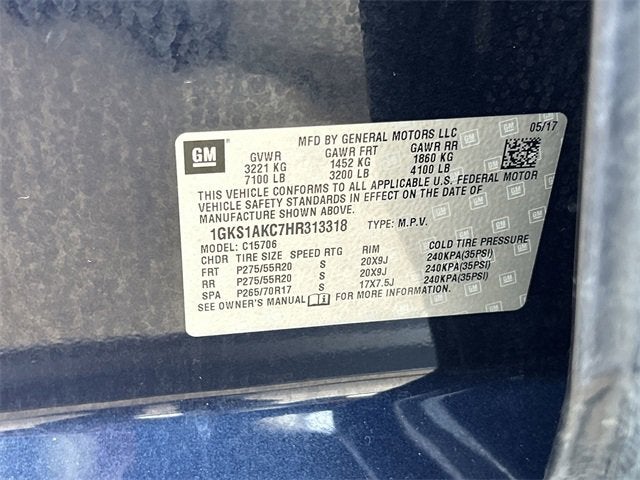 MFD BY GENERAL MOTORS LLC 05/17
GM
GVWR GAWR FRT GAWR RR
3221 KG 1452 KG 1860 KG
7100 LB 3200 LB 4100 LB
THIS VEHICLE CONFORMS TO ALL APPLICABLE U.S. FEDERAL MOTOR
VEHICLE SAFETY STANDARDS IN EFFECT ON THE DATE OF
MANUFACTURE SHOWN ABOVE.
1GKS1AKC7HR313318 TYPE: M.P.V.
MODEL: C15706
CHDR TIRE SIZE SPEED RTG RIM COLD TIRE PRESSURE
FRT P275/55R20 S 20X9J 240KPA(35PSI)
RR P275/55R20 S 20X9J 240KPA(35PSI)
SPA P265/70R17 S 17X7.5J 240KPA(35PSI)
SEE OWNER'S MANUAL i FOR MORE INFORMATION.